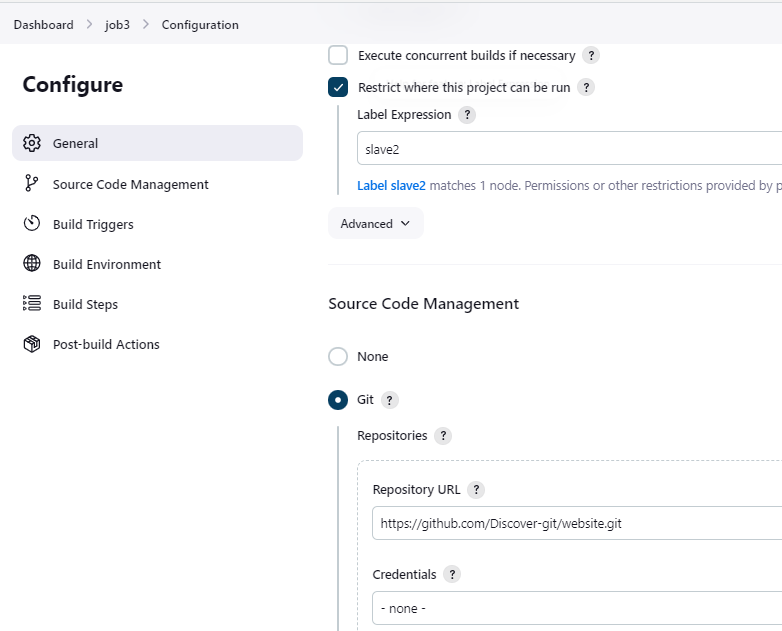 Dashboard > job3 > Configuration
Configure
General
Source Code Management
Build Triggers
Build Environment
Build Steps
Post-build Actions
Execute concurrent builds if necessary ?
Restrict where this project can be run ?
Label Expression ?
slave2
Label slave2 matches 1 node. Permissions or other restrictions provided by
Advanced
Source Code Management
None
Git ?
Repositories ?
Repository URL ?
https://github.com/Discover-git/website.git
Credentials ?
- none -